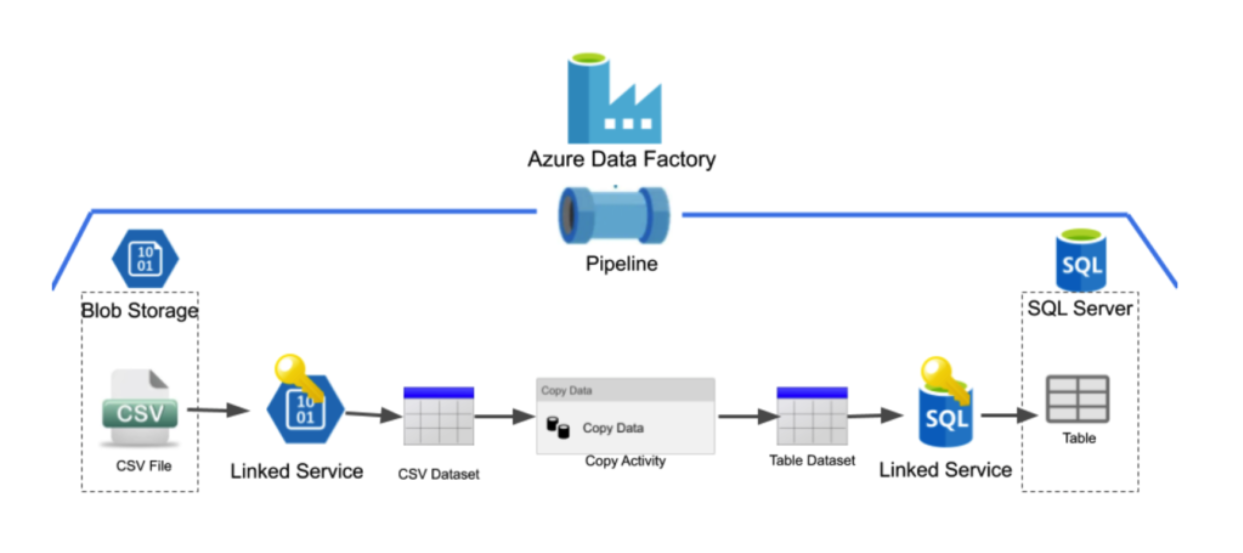 Azure Data Factory
Pipeline
10
01
Blob Storage
SQL
SQL Server
CSV
CSV File
10
01
Linked Service
CSV Dataset
Copy Data
Copy Data
Copy Activity
Table Dataset
SQL
Linked Service
Table